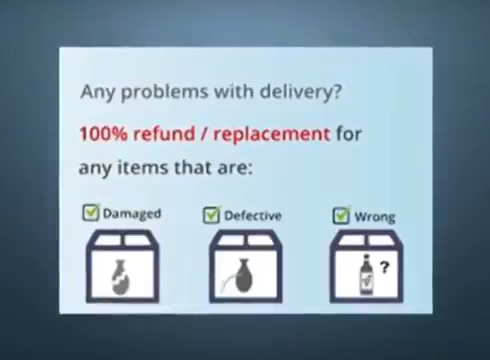 Any problems with delivery?
100% refund / replacement for
any items that are:
Damaged Defective Wrong
?